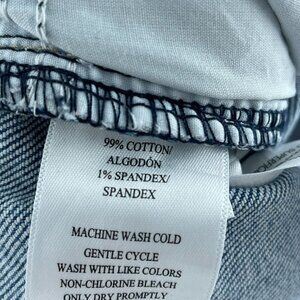 99% COTTON/
ALGODÓN
1% SPANDEX/
SPANDEX
MACHINE WASH COLD
GENTLE CYCLE
WASH WITH LIKE COLORS
NON-CHLORINE BLEACH
ONLY DRY PROMPTLY